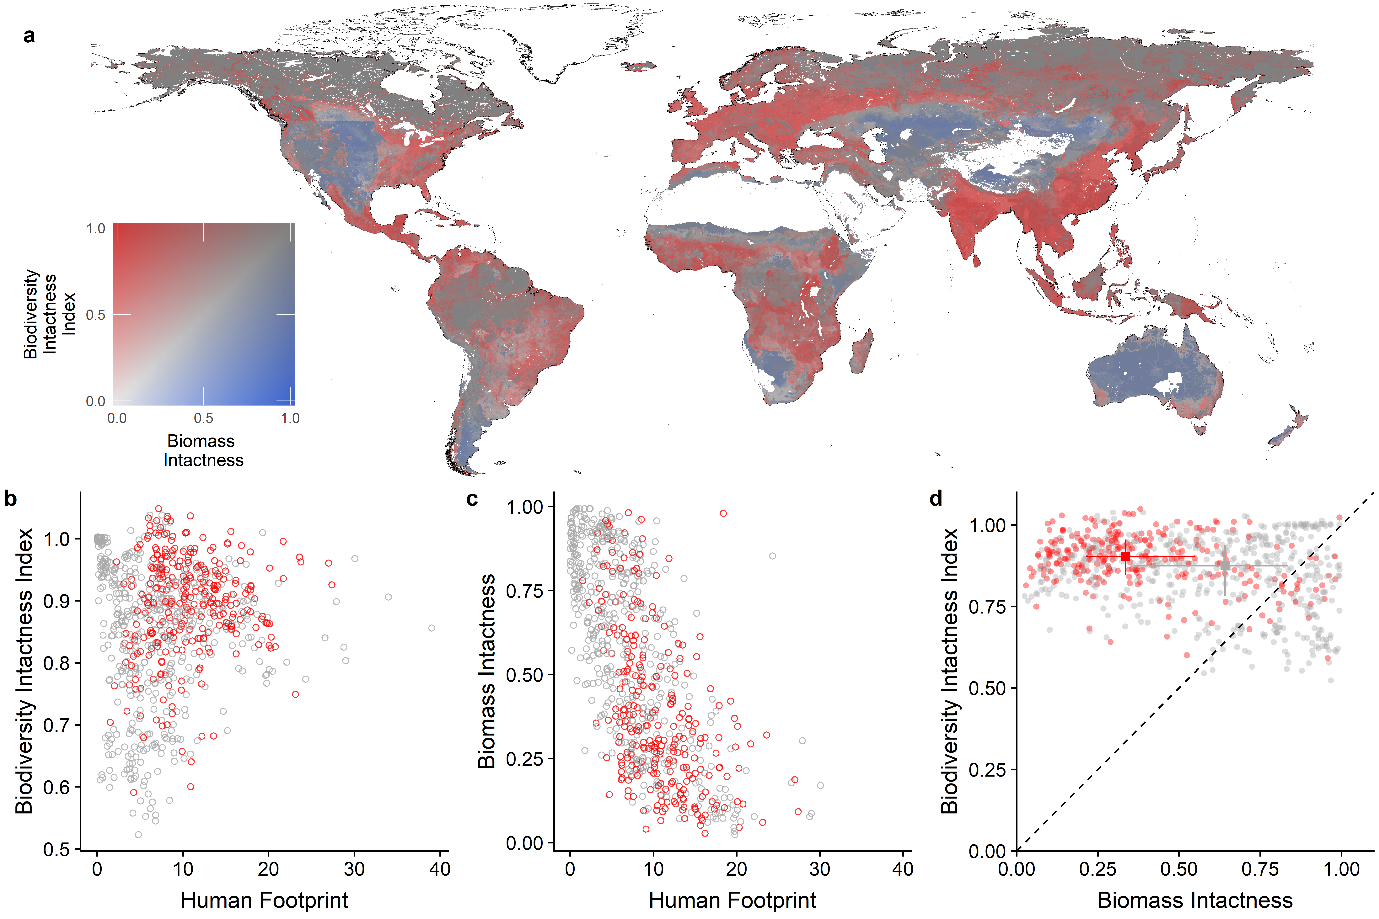 a
1.0
0.5
0.0
Biodiversity
Intactness
Index
0.0 0.5 1.0
Biomass
Intactness
b
1.0
0.9
0.8
0.7
0.6
0.5
Biodiversity Intactness Index
0 10 20 30 40
Human Footprint
c
1.00
0.75
0.50
0.25
0.00
Biomass Intactness
0 10 20 30 40
Human Footprint
d
1.00
0.75
0.50
0.25
0.00
Biodiversity Intactness Index
0.00 0.25 0.50 0.75 1.00
Biomass Intactness